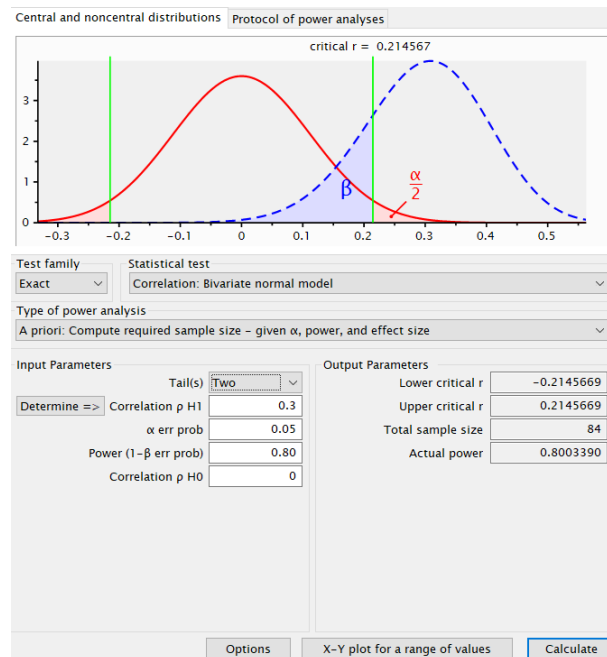 Central and noncentral distributions Protocol of power analyses
critical r = 0.214567
3
2
1
0
β
α
2
-0.3 -0.2 -0.1 0 0.1 0.2 0.3 0.4 0.5
Test family Statistical test
Exact Correlation: Bivariate normal model
Type of power analysis
A priori: Compute required sample size – given α, power, and effect size
Input Parameters Output Parameters
Tail(s) Two Lower critical r -0.2145669
Determine => Correlation ρ H1 0.3 Upper critical r 0.2145669
α err prob 0.05 Total sample size 84
Power (1-β err prob) 0.80 Actual power 0.8003390
Correlation ρ H0 0
Options X-Y plot for a range of values Calculate